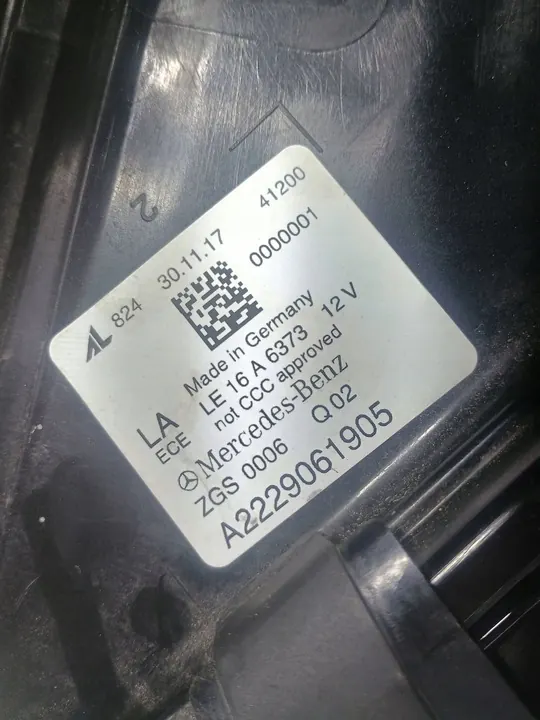 AL 824 30.11.17 41200
0000001
Made in Germany
LA LE 16 A 6373 12 V
ECE not CCC approved
Mercedes-Benz
ZGS 0006 Q 02
A2229061905
2